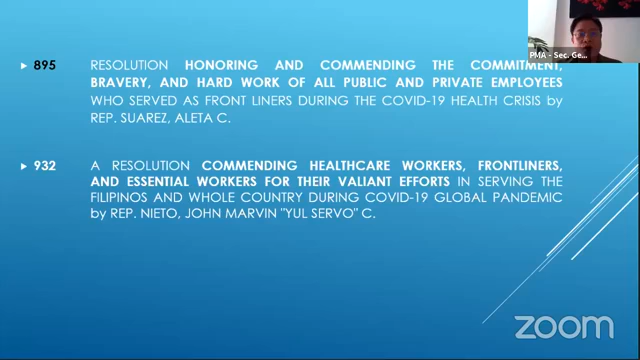 PMA - Sec. Ge...
895 RESOLUTION HONORING AND COMMENDING THE COMMITMENT,
BRAVERY, AND HARD WORK OF ALL PUBLIC AND PRIVATE EMPLOYEES
WHO SERVED AS FRONT LINERS DURING THE COVID-19 HEALTH CRISIS by
REP. SUAREZ, ALETA C.
932 A RESOLUTION COMMENDING HEALTHCARE WORKERS, FRONTLINERS,
AND ESSENTIAL WORKERS FOR THEIR VALIANT EFFORTS IN SERVING THE
FILIPINOS AND WHOLE COUNTRY DURING COVID-19 GLOBAL PANDEMIC
by REP. NIETO, JOHN MARVIN "YUL SERVO" C.
zoom